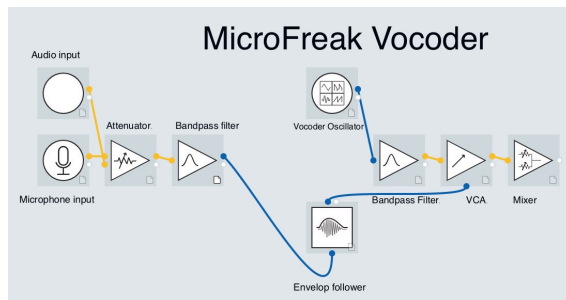 MicroFreak Vocoder
Audio input
Attenuator
Bandpass filter
Vocoder Oscillator
Microphone input
Bandpass Filter
VCA
Mixer
Envelop follower